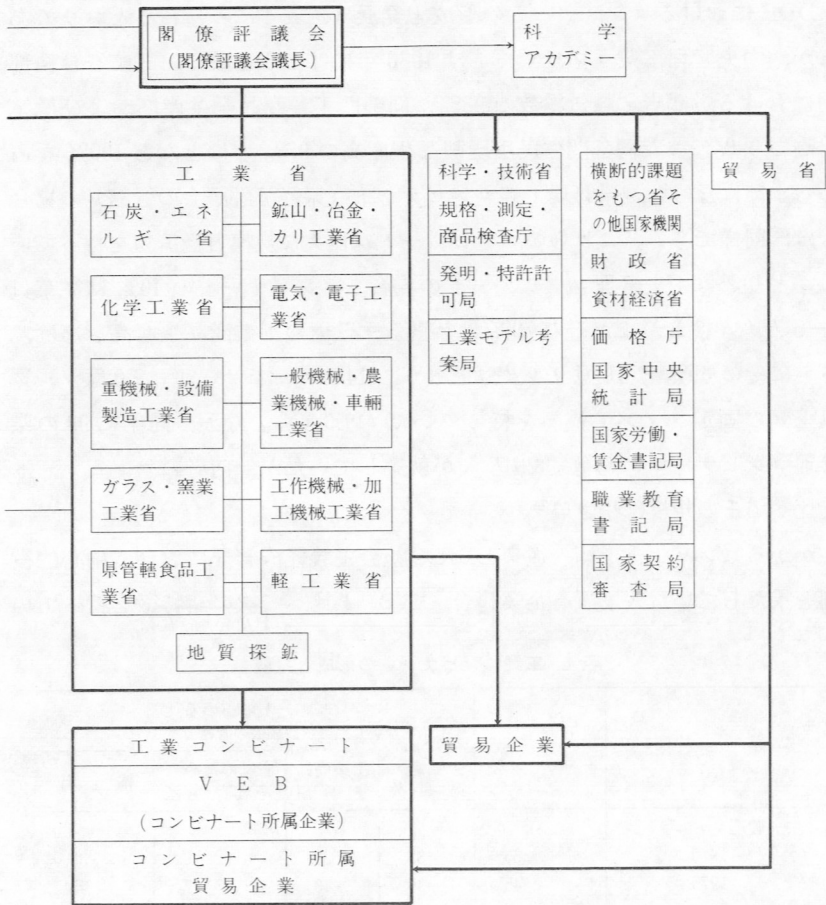 閣僚評議会
(閣僚評議会議長)
科学
アカデミー
工業省
石炭・エネ
ルギー省
鉱山・冶金・
カリ工業省
化学工業省
電気・電子工
業省
重機械・設備
製造工業省
一般機械・農
業機械・車輛
工業省
ガラス・窯業
工業省
工作機械・加
工機械工業省
県管轄食品工
業省
軽工業省
地質探鉱
科学・技術省
規格・測定・
商品検査庁
発明・特許許
可局
工業モデル考
案局
横断的課題
をもつ省そ
の他国家機関
財政省
資材経済省
価格庁
国家中央
統計局
国家労働・
賃金書記局
職業教育
書記局
国家契約
審査局
貿易省
工業コンビナート
VEB
(コンビナート所属企業)
コンビナート所属
貿易企業
貿易企業